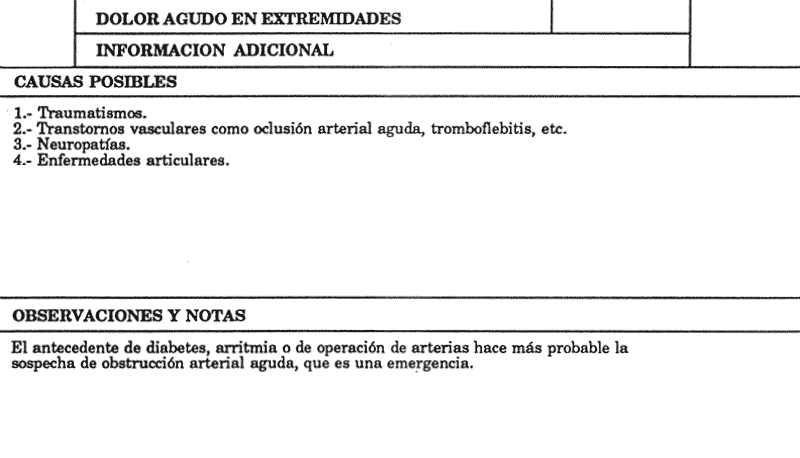 DOLOR AGUDO EN EXTREMIDADES
INFORMACION ADICIONAL
CAUSAS POSIBLES
1.- Traumatismos.
2.- Transtornos vasculares como oclusión arterial aguda, tromboflebitis, etc.
3.- Neuropatías.
4.- Enfermedades articulares.
OBSERVACIONES Y NOTAS
El antecedente de diabetes, arritmia o de operación de arterias hace más probable la
sospecha de obstrucción arterial aguda, que es una emergencia.